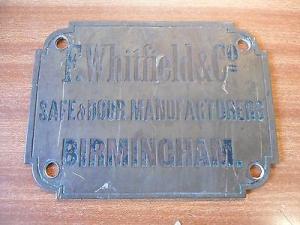 F. Whitfield & Co
SAFE & DOOR MANUFACTURERS
BIRMINGHAM.